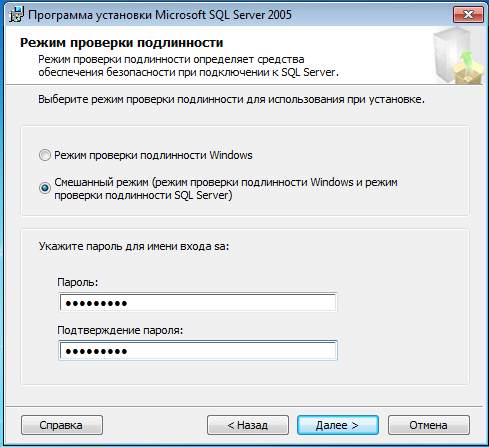 Программа установки Microsoft SQL Server 2005
Режим проверки подлинности
Режим проверки подлинности определяет средства
обеспечения безопасности при подключении к SQL Server.
Выберите режим проверки подлинности для использования при установке.
Режим проверки подлинности Windows
Смешанный режим (режим проверки подлинности Windows и режим
проверки подлинности SQL Server)
Укажите пароль для имени входа sa:
Пароль:
●●●●●●●●●
Подтверждение пароля:
●●●●●●●●●
Справка
< Назад
Далее >
Отмена